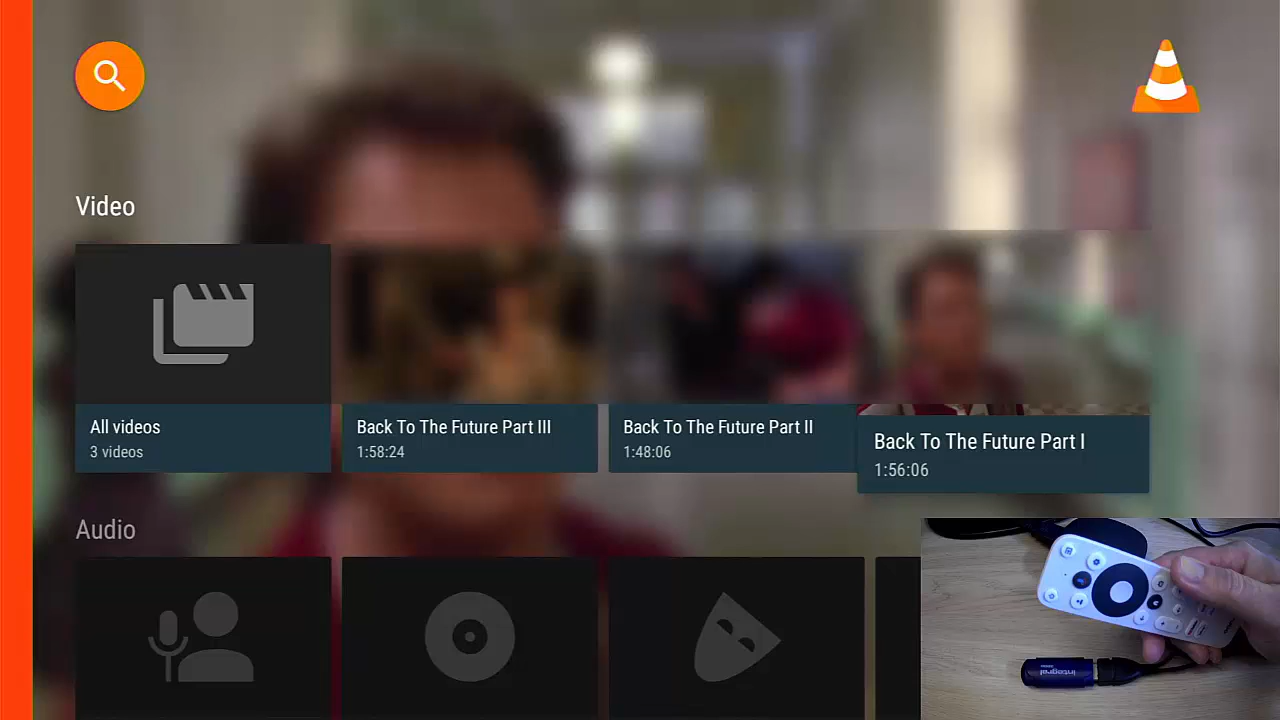 Video
All videos
3 videos
Back To The Future Part III
1:58:24
Back To The Future Part II
1:48:06
Back To The Future Part I
1:56:06
Audio
integral